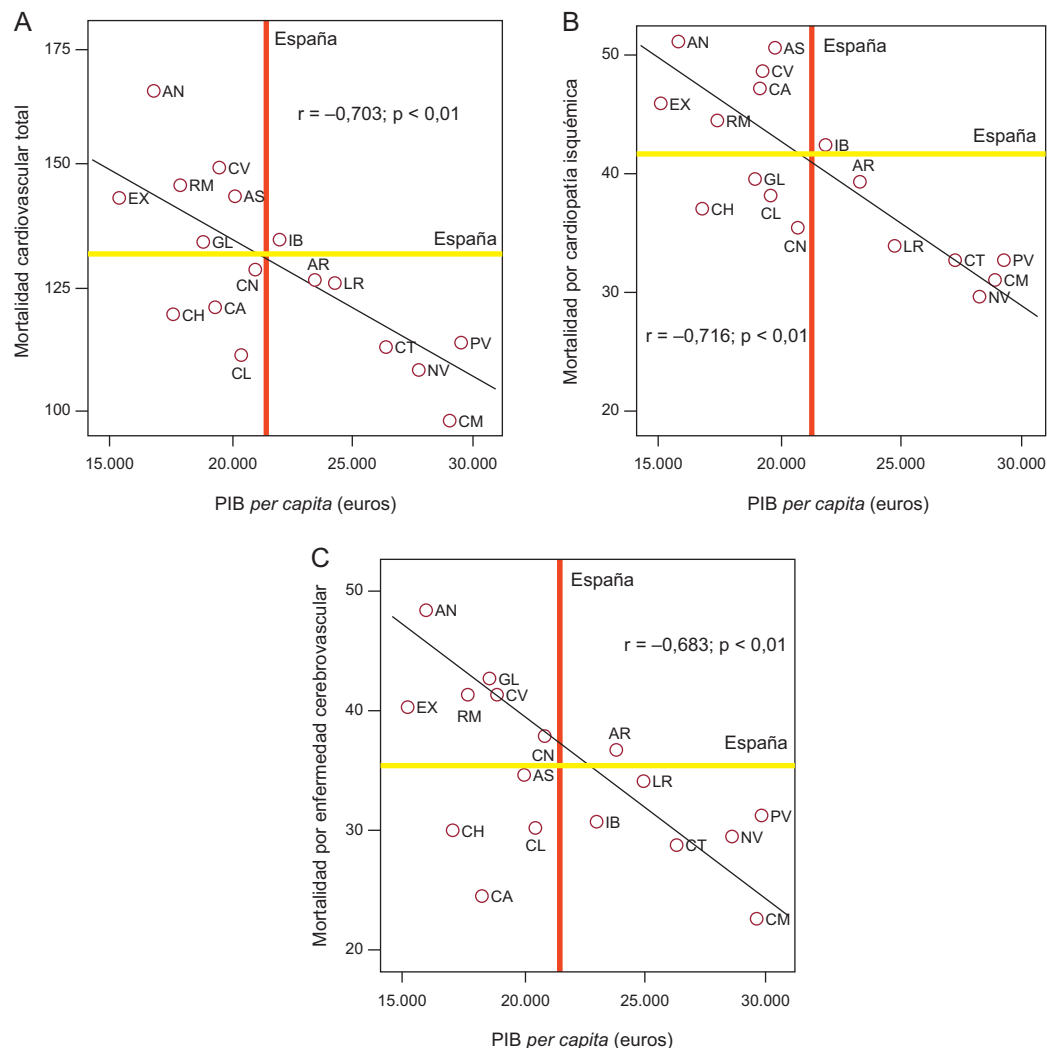 A
Mortalidad cardiovascular total
175
150
125
100
España
r = –0,703; p < 0,01
España
AN
CV
RM
AS
EX
GL
IB
CN
AR
LR
CH
CA
CL
CT
PV
NV
CM
15.000 20.000 25.000 30.000
PIB per capita (euros)
B
Mortalidad por cardiopatía isquémica
50
40
30
20
España
España
AN
AS
CV
CA
EX
RM
IB
AR
GL
CL
CH
CN
LR
CT
PV
CM
NV
r = –0,716; p < 0,01
15.000 20.000 25.000 30.000
PIB per capita (euros)
C
Mortalidad por enfermedad cerebrovascular
50
40
30
20
España
r = –0,683; p < 0,01
España
AN
GL
CV
EX
RM
CN
AR
AS
LR
CH
CL
IB
PV
NV
CT
CA
CM
15.000 20.000 25.000 30.000
PIB per capita (euros)